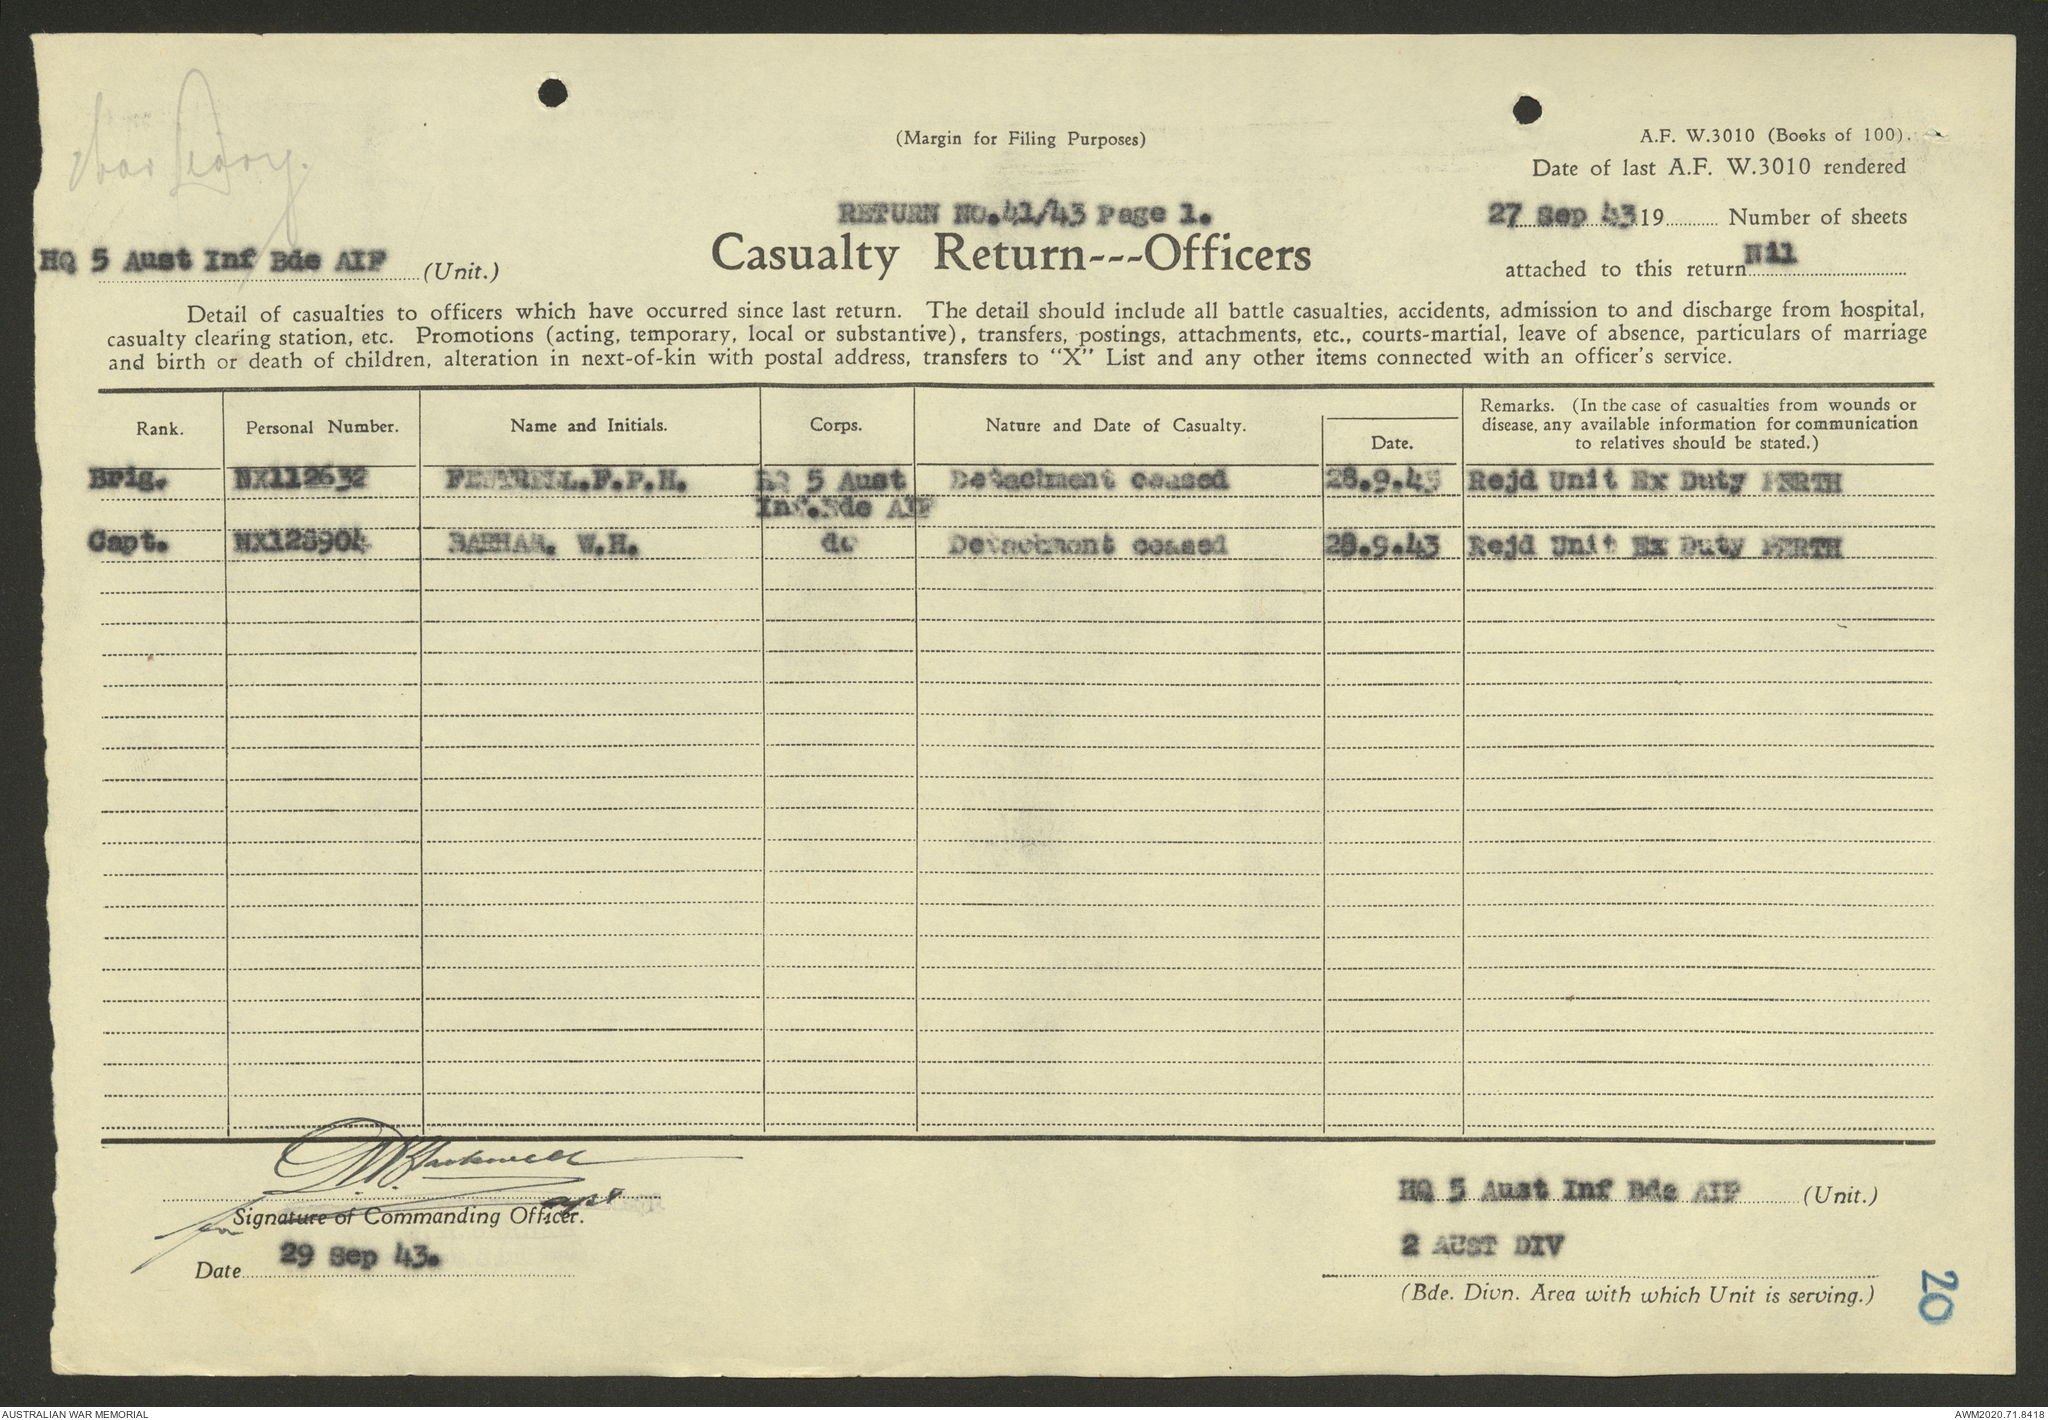 War Diary.
(Margin for Filing Purposes)
A.F. W.3010 (Books of 100).
Date of last A.F. W.3010 rendered
RETURN NO.41/43 Page 1.
27 Sep 43 19 Number of sheets
HQ 5 Aust Inf Bde AIF (Unit.)
Casualty Return---Officers
attached to this return Nil
Detail of casualties to officers which have occurred since last return. The detail should include all battle casualties, accidents, admission to and discharge from hospital,
casualty clearing station, etc. Promotions (acting, temporary, local or substantive), transfers, postings, attachments, etc., courts-martial, leave of absence, particulars of marriage
and birth or death of children, alteration in next-of-kin with postal address, transfers to "X" List and any other items connected with an officer's service.
Rank. Personal Number. Name and Initials. Corps. Nature and Date of Casualty. Date. Remarks. (In the case of casualties from wounds or
disease, any available information for communication
to relatives should be stated.)
Brig. NX112632 F.P.H. HQ 5 Aust Detachment ceased 28.9.43 Rejd Unit Ex Duty PERTH
Inf.Bde AIF
Capt. NX128904 W.H. do Detachment ceased 28.9.43 Rejd Unit Ex Duty PERTH
for
Signature of Commanding Officer.
HQ 5 Aust Inf Bde AIF (Unit.)
Date 29 Sep 43.
2 AUST DIV
(Bde. Divn. Area with which Unit is serving.)
20
AUSTRALIAN WAR MEMORIAL
AWM2020.71.8418